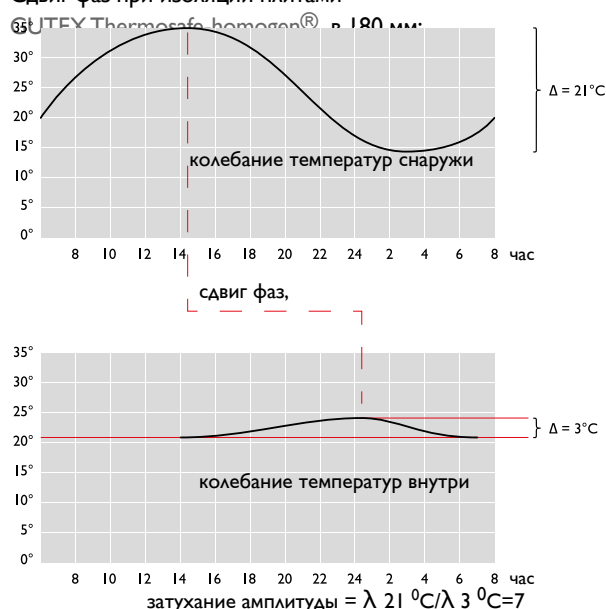 Сдвиг фаз при изоляции плитами
GUTEX Thermosafe-homogen® в 180 мм:
35°
30°
25°
20°
15°
10°
5°
0°
Δ = 21°C
колебание температур снаружи
8 10 12 14 16 18 20 22 24 2 4 6 8 час
сдвиг фаз,
35°
30°
25°
20°
15°
10°
5°
0°
Δ = 3°C
колебание температур внутри
8 10 12 14 16 18 20 22 24 2 4 6 8 час
затухание амплитуды = λ 21 ⁰C/λ 3 ⁰C=7